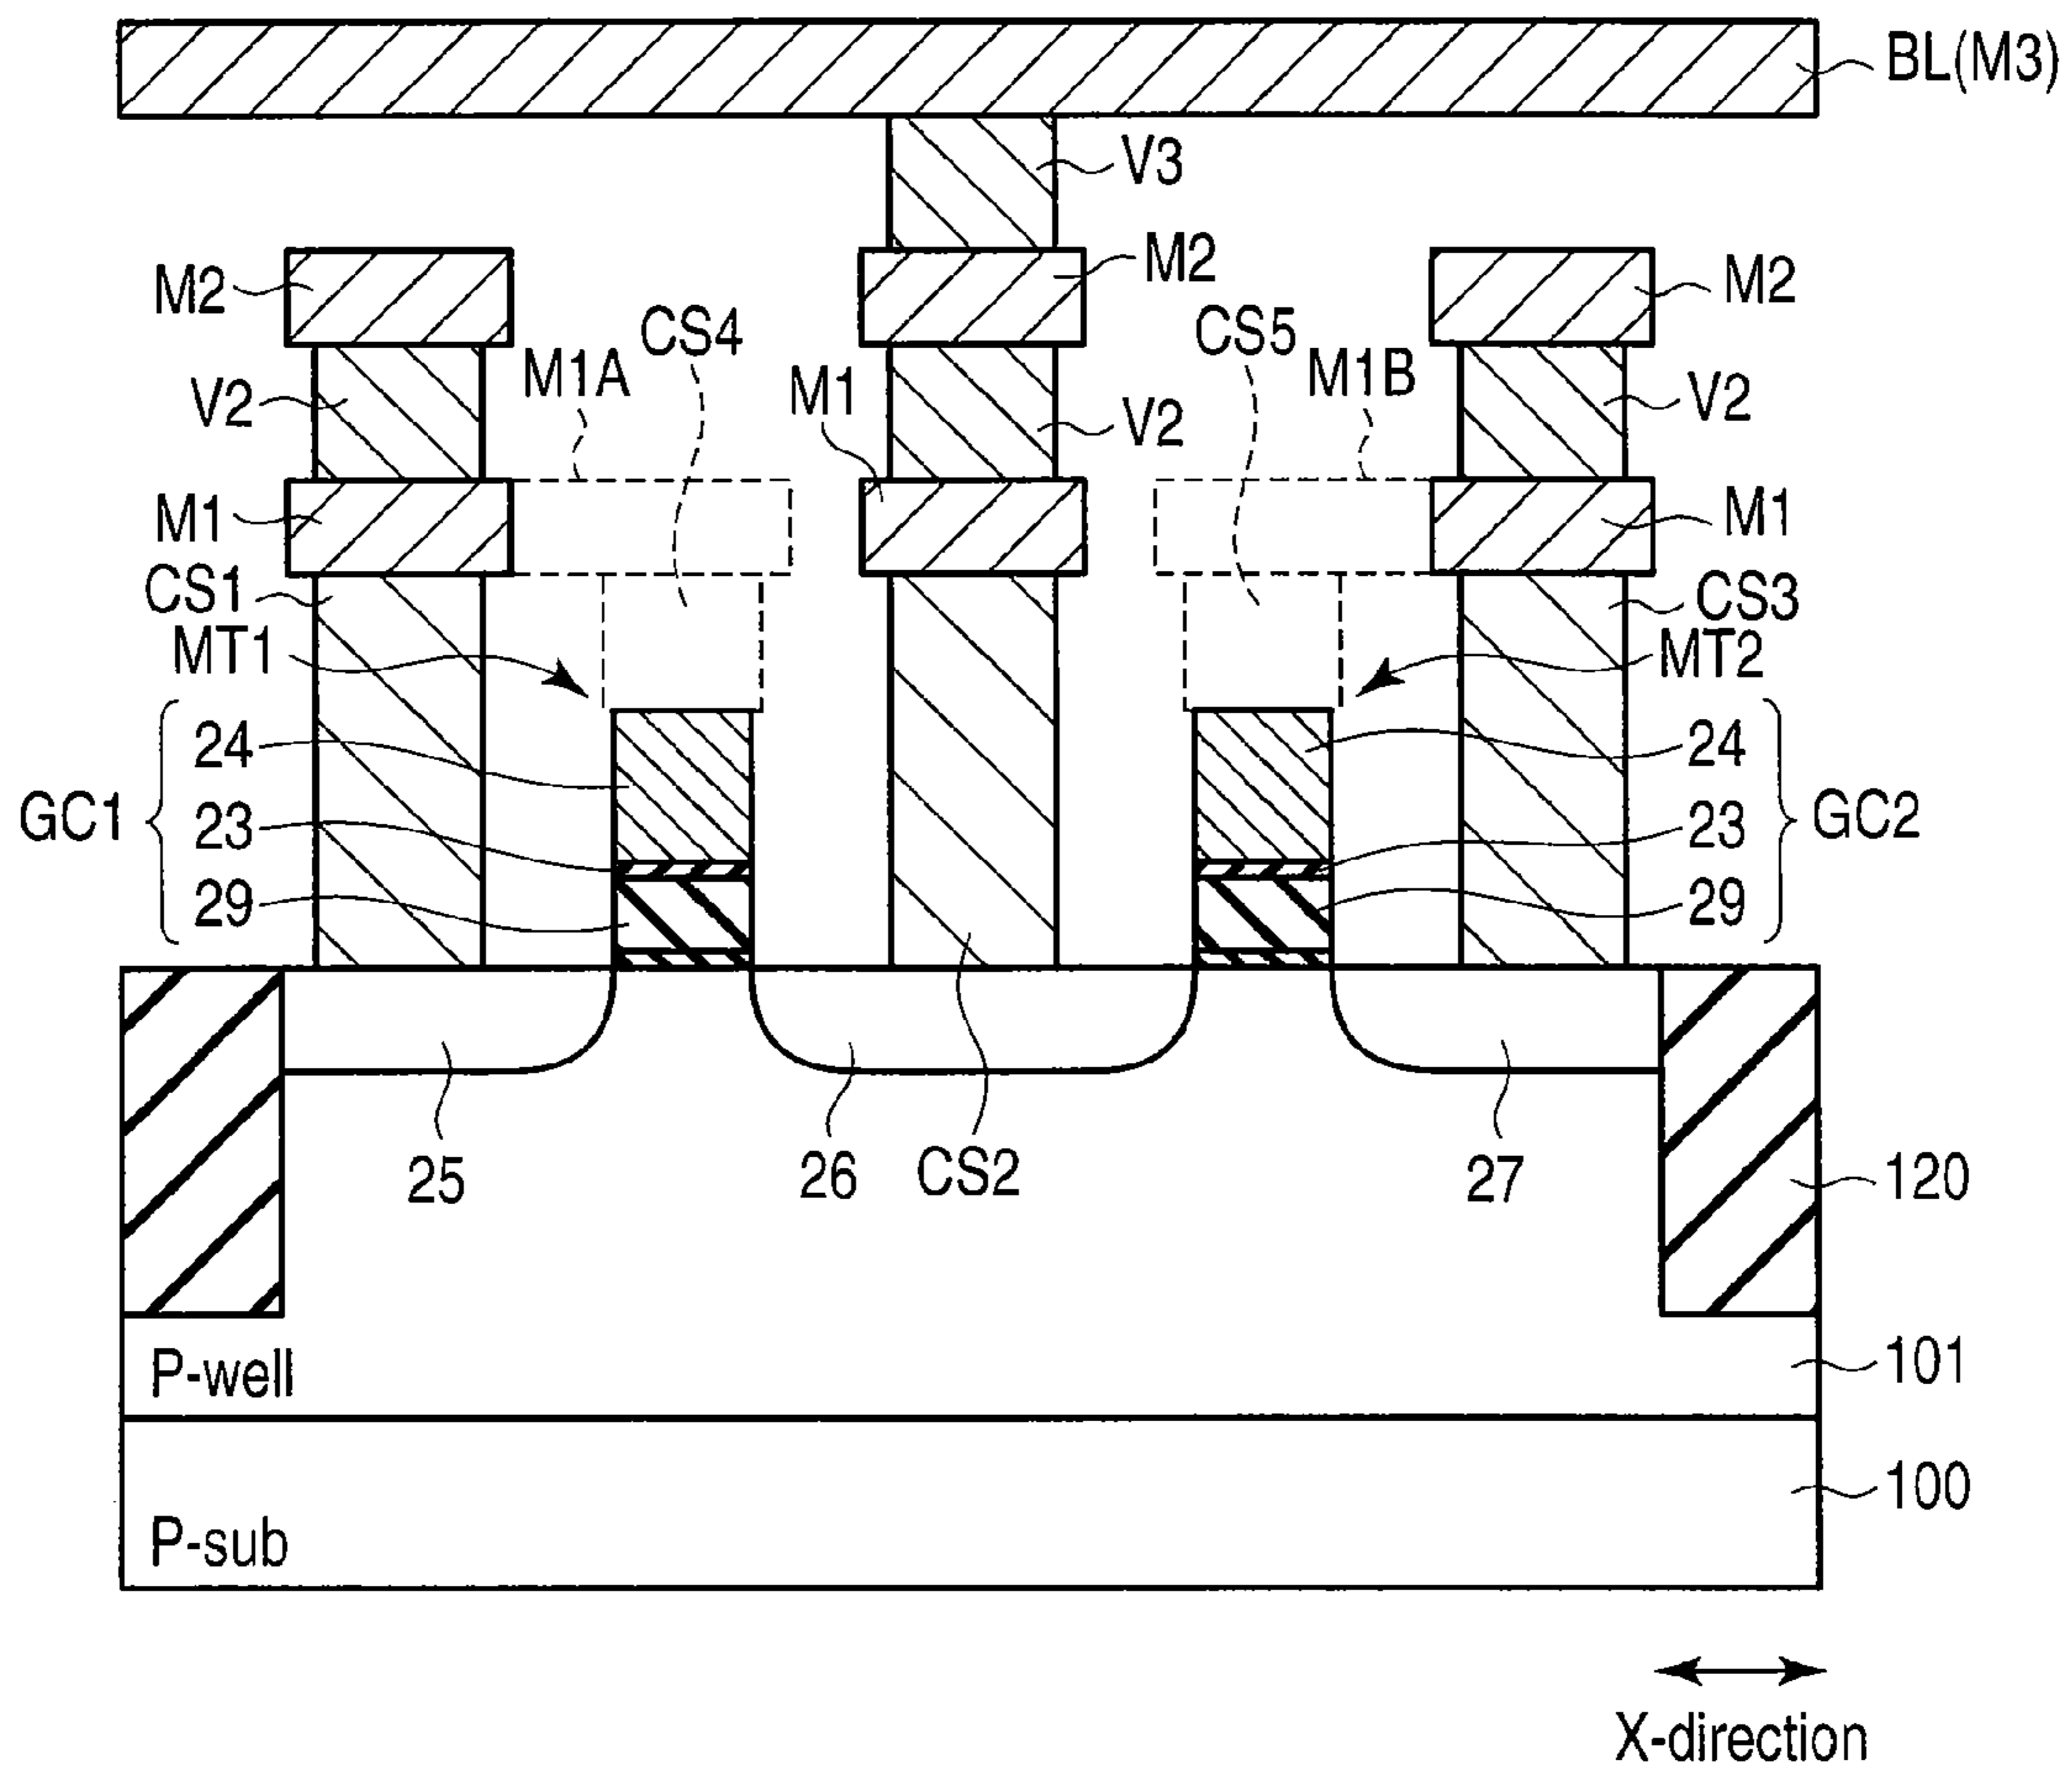 BL(M3)
V3
M2
M2
M2
CS4
CS5
M1A
M1
M1B
V2
V2
V2
M1
M1
CS1
CS3
MT1
MT2
24
24
GC1
23
23
GC2
29
29
25
26
CS2
27
120
P-well
101
100
P-sub
X-direction